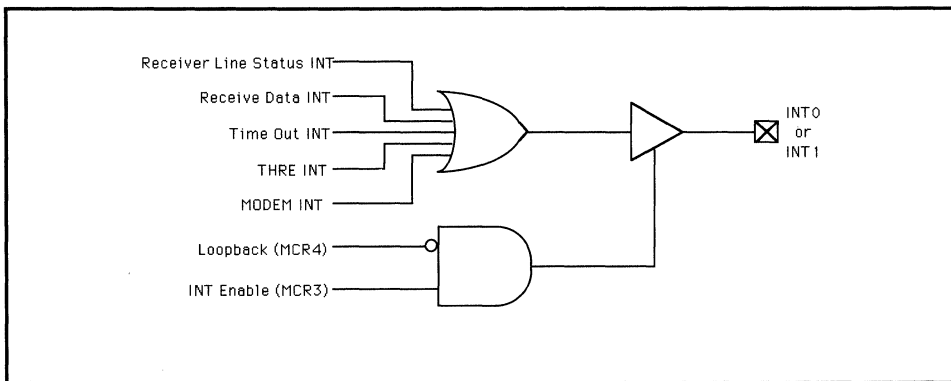 Receiver Line Status INT
Receive Data INT
Time Out INT
THRE INT
MODEM INT
Loopback (MCR4)
INT Enable (MCR3)
INT0
or
INT1